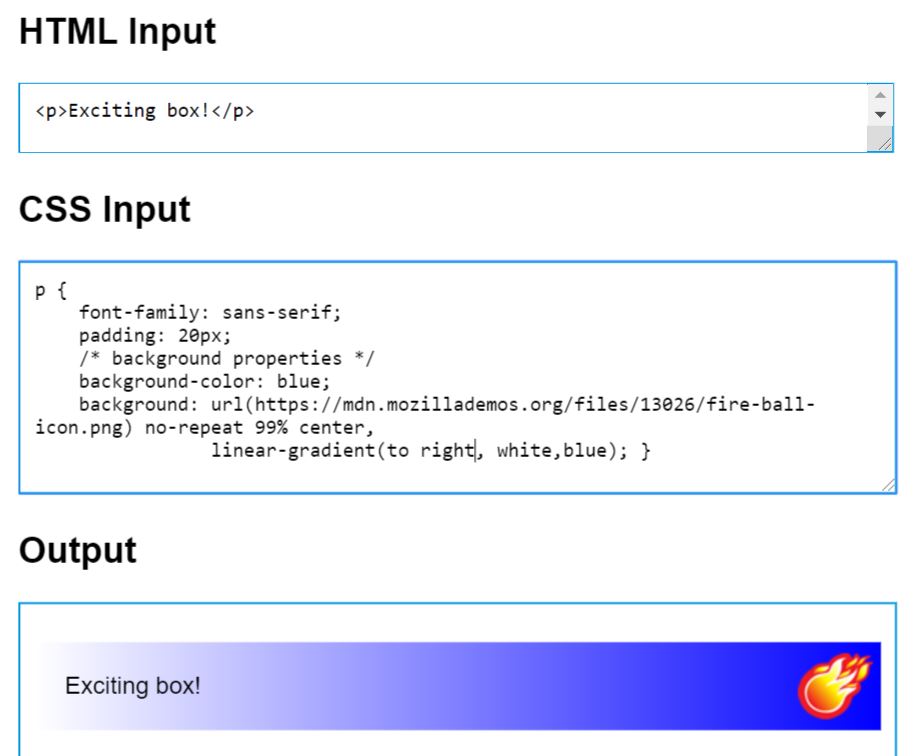 HTML Input
<p>Exciting box!</p>
CSS Input
p {
    font-family: sans-serif;
    padding: 20px;
    /* background properties */
    background-color: blue;
    background: url(https://mdn.mozillademos.org/files/13026/fire-ball-
icon.png) no-repeat 99% center,
                linear-gradient(to right, white,blue); }
Output
Exciting box!